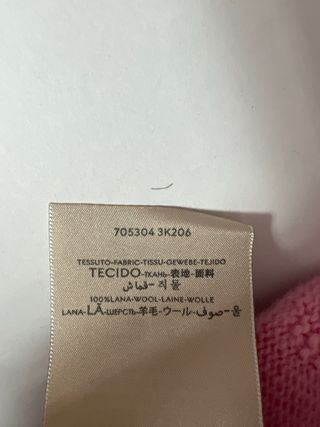 705304 3K206
TESSUTO-FABRIC-TISSU-GEWEBE-TEJIDO
TECIDO-ТКАНЬ-表地-面料
قماش-직물
100%LANA-WOOL-LAINE-WOLLE
LANA-LÃ-ШЕРСТЬ-羊毛-ウール-صوف-울